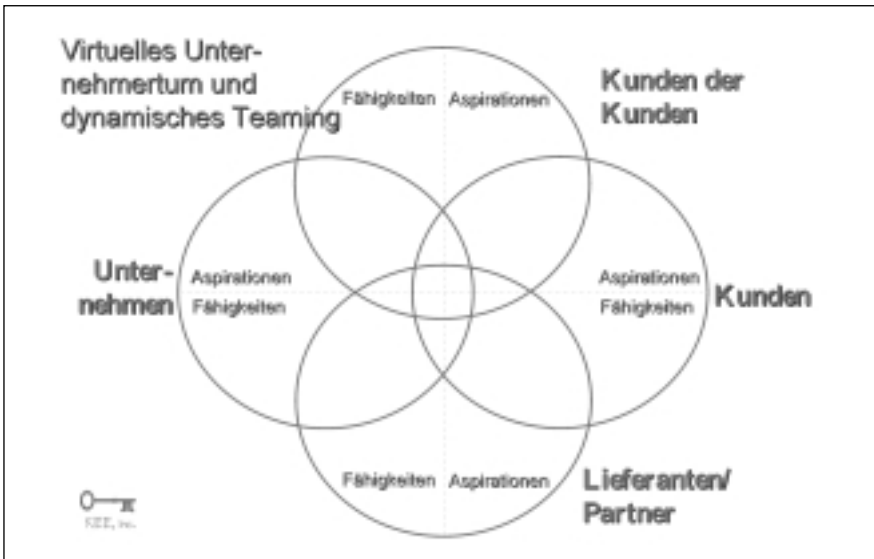 Virtuelles Unter-
nehmertum und
dynamisches Teaming
Fähigkeiten Aspirationen
Kunden der
Kunden
Unter-
nehmen
Aspirationen
Fähigkeiten
Aspirationen
Fähigkeiten
Kunden
Fähigkeiten Aspirationen
Lieferanten/
Partner